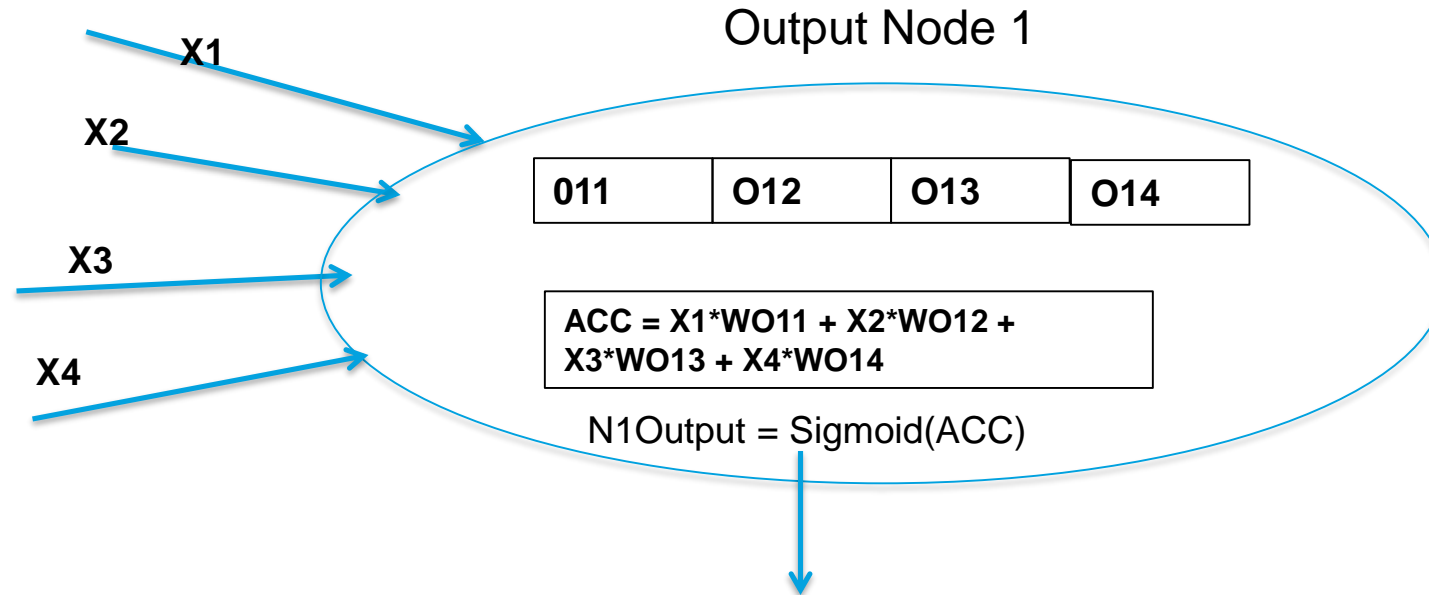 Output Node 1
X1
X2
X3
X4
011 O12 O13 O14
ACC = X1*WO11 + X2*WO12 +
X3*WO13 + X4*WO14
N1Output = Sigmoid(ACC)